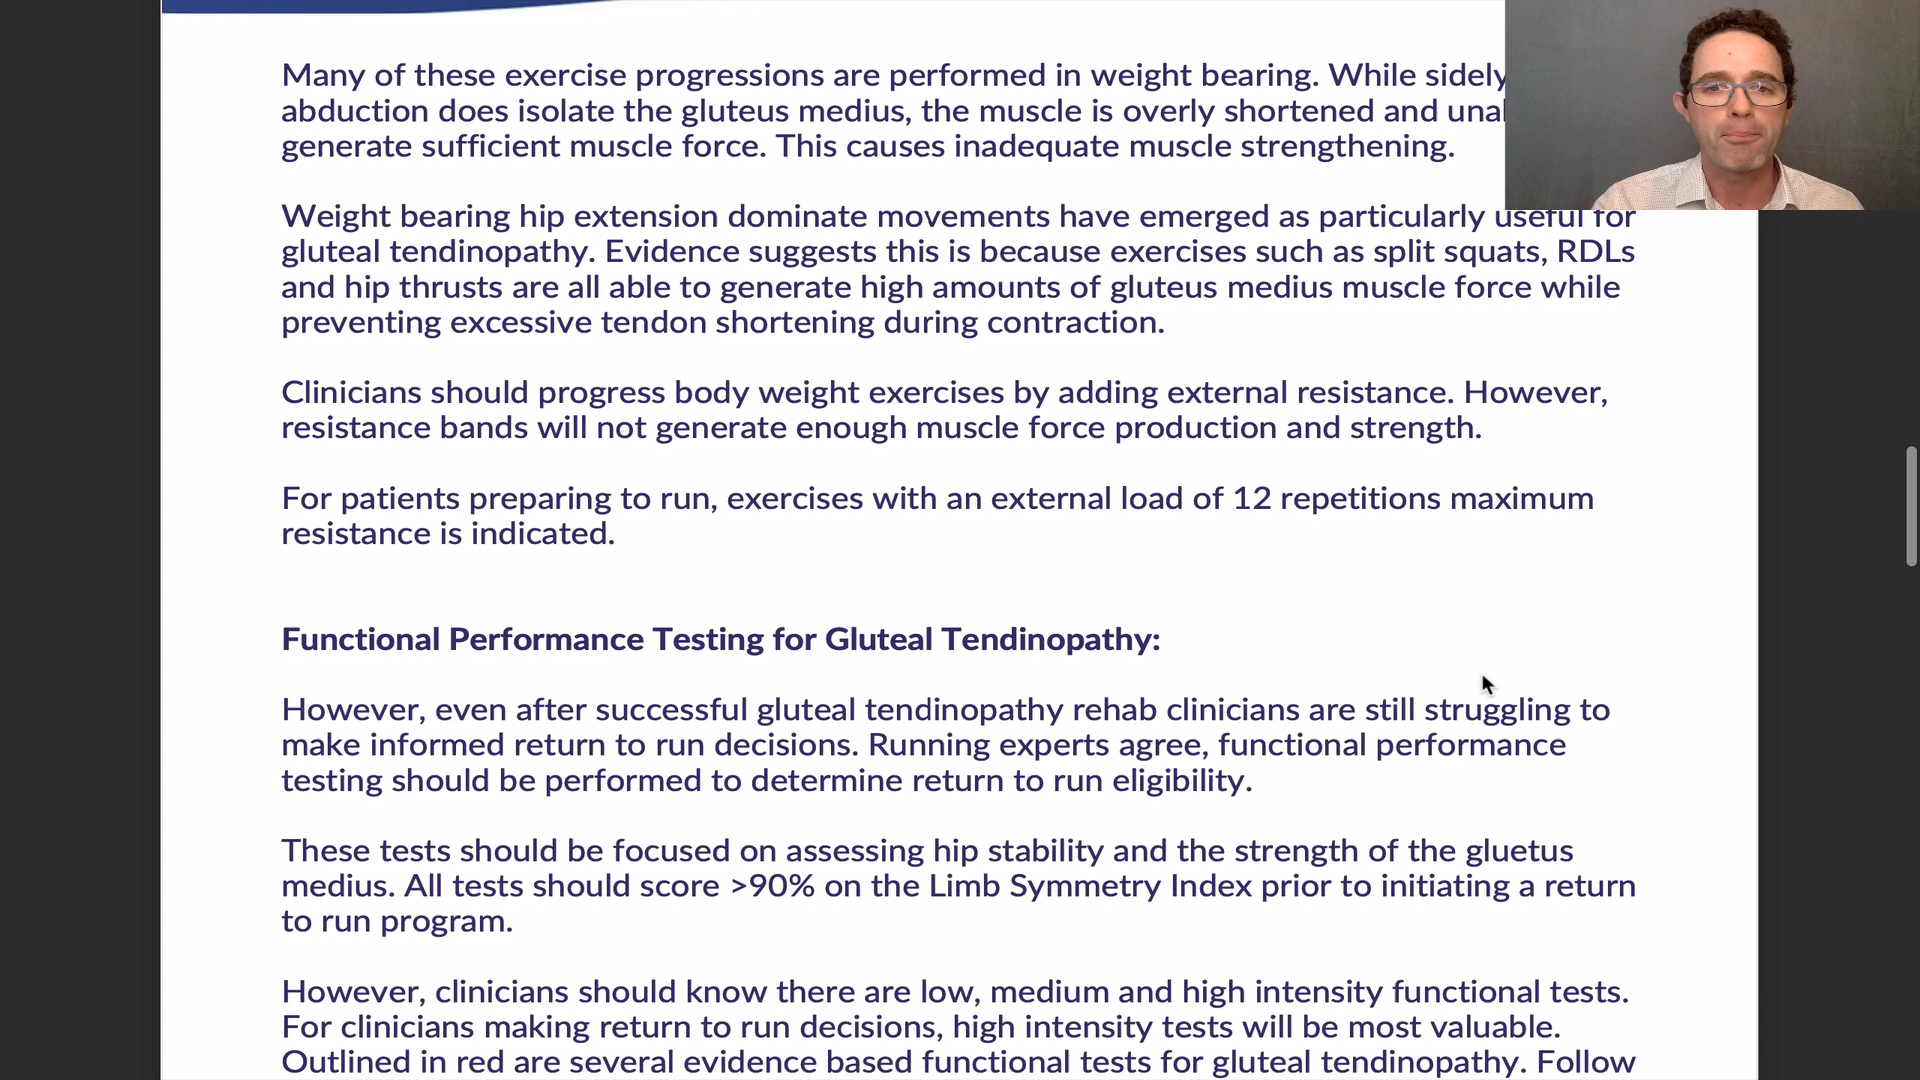 Many of these exercise progressions are performed in weight bearing. While sidely
abduction does isolate the gluteus medius, the muscle is overly shortened and
generate sufficient muscle force. This causes inadequate muscle strengthening.
Weight bearing hip extension dominate movements have emerged as particularly useful for
gluteal tendinopathy. Evidence suggests this is because exercises such as split squats, RDLs
and hip thrusts are all able to generate high amounts of gluteus medius muscle force while
preventing excessive tendon shortening during contraction.
Clinicians should progress body weight exercises by adding external resistance. However,
resistance bands will not generate enough muscle force production and strength.
For patients preparing to run, exercises with an external load of 12 repetitions maximum
resistance is indicated.
Functional Performance Testing for Gluteal Tendinopathy:
However, even after successful gluteal tendinopathy rehab clinicians are still struggling to
make informed return to run decisions. Running experts agree, functional performance
testing should be performed to determine return to run eligibility.
These tests should be focused on assessing hip stability and the strength of the gluetus
medius. All tests should score >90% on the Limb Symmetry Index prior to initiating a return
to run program.
However, clinicians should know there are low, medium and high intensity functional tests.
For clinicians making return to run decisions, high intensity tests will be most valuable.
Outlined in red are several evidence based functional tests for gluteal tendinopathy. Follow